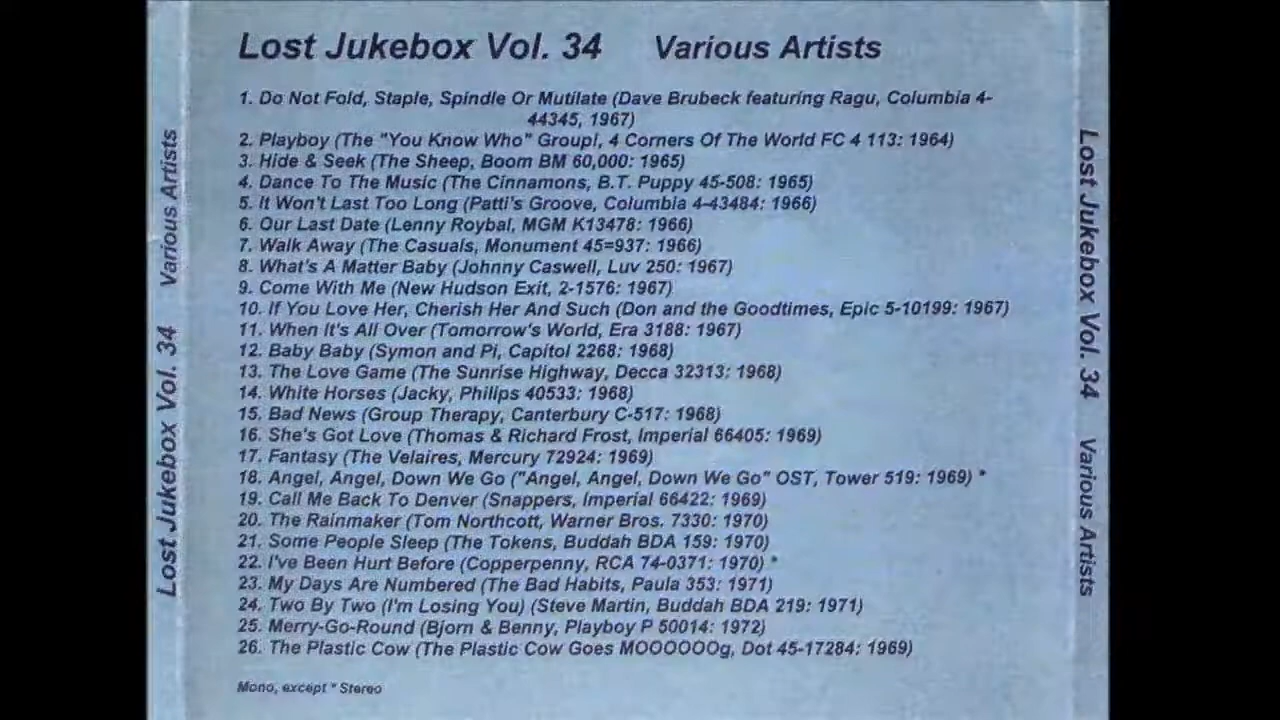 Lost Jukebox Vol. 34 Various Artists
1. Do Not Fold, Staple, Spindle Or Mutilate (Dave Brubeck featuring Ragu, Columbia 4-
44345, 1967)
2. Playboy (The "You Know Who" Group!, 4 Corners Of The World FC 4 113: 1964)
3. Hide & Seek (The Sheep, Boom BM 60,000: 1965)
4. Dance To The Music (The Cinnamons, B.T. Puppy 45-508: 1965)
5. It Won't Last Too Long (Patti's Groove, Columbia 4-43484: 1966)
6. Our Last Date (Lenny Roybal, MGM K13478: 1966)
7. Walk Away (The Casuals, Monument 45=937: 1966)
8. What's A Matter Baby (Johnny Caswell, Luv 250: 1967)
9. Come With Me (New Hudson Exit, 2-1576: 1967)
10. If You Love Her, Cherish Her And Such (Don and the Goodtimes, Epic 5-10199: 1967)
11. When It's All Over (Tomorrow's World, Era 3188: 1967)
12. Baby Baby (Symon and Pi, Capitol 2268: 1968)
13. The Love Game (The Sunrise Highway, Decca 32313: 1968)
14. White Horses (Jacky, Philips 40533: 1968)
15. Bad News (Group Therapy, Canterbury C-517: 1968)
16. She's Got Love (Thomas & Richard Frost, Imperial 66405: 1969)
17. Fantasy (The Velaires, Mercury 72924: 1969)
18. Angel, Angel, Down We Go ("Angel, Angel, Down We Go" OST, Tower 519: 1969) *
19. Call Me Back To Denver (Snappers, Imperial 66422: 1969)
20. The Rainmaker (Tom Northcott, Warner Bros. 7330: 1970)
21. Some People Sleep (The Tokens, Buddah BDA 159: 1970)
22. I've Been Hurt Before (Copperpenny, RCA 74-0371: 1970) *
23. My Days Are Numbered (The Bad Habits, Paula 353: 1971)
24. Two By Two (I'm Losing You) (Steve Martin, Buddah BDA 219: 1971)
25. Merry-Go-Round (Bjorn & Benny, Playboy P 50014: 1972)
26. The Plastic Cow (The Plastic Cow Goes MOOOOOOg, Dot 45-17284: 1969)
Mono, except * Stereo
Lost Jukebox Vol. 34 Various Artists
Lost Jukebox Vol. 34 Various Artists